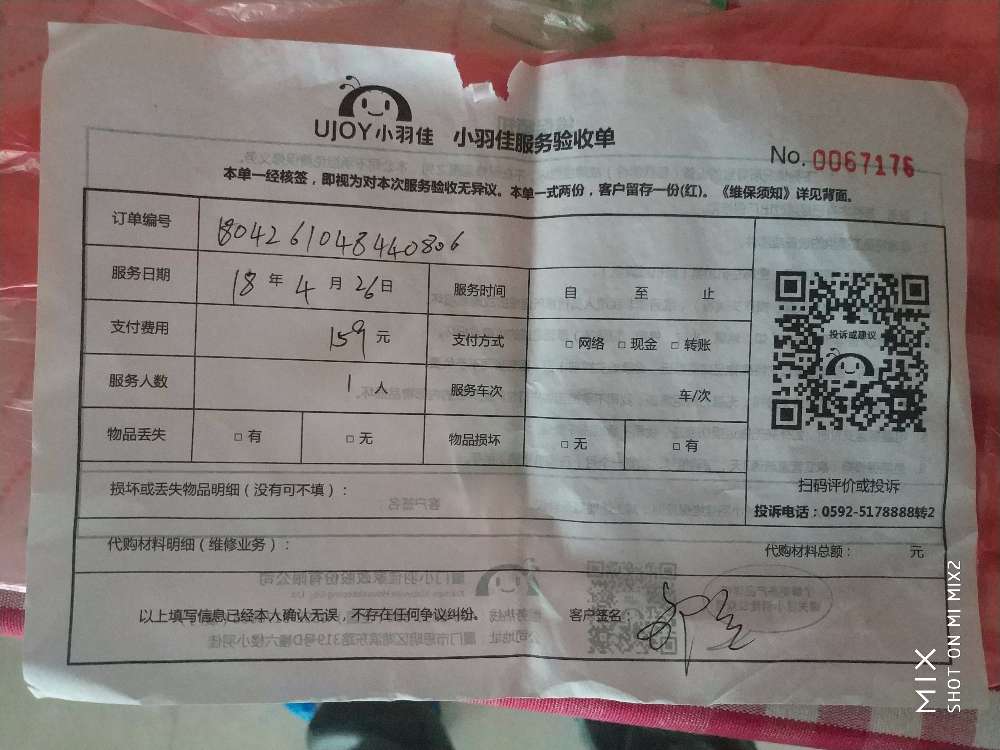 UJOY小羽佳 小羽佳服务验收单
No. 0067176
本单一经核签，即视为对本次服务验收无异议。本单一式两份，客户留存一份(红)。《维保须知》详见背面。
订单编号 18042610484440806
服务日期 18 年 4 月 26 日 服务时间 自 至 止
支付费用 159 元 支付方式 □ 网络 □ 现金 □ 转账
服务人数 1 人 服务车次 车/次
物品丢失 □ 有 □ 无 物品损坏 □ 无 □ 有
投诉或建议
扫码评价或投诉
投诉电话：0592-5178888转2
损坏或丢失物品明细（没有可不填）：
代购材料明细（维修业务）： 代购材料总额： 元
以上填写信息已经本人确认无误，不存在任何争议纠纷。 客户签名：
MIX
SHOT ON MI MIX2